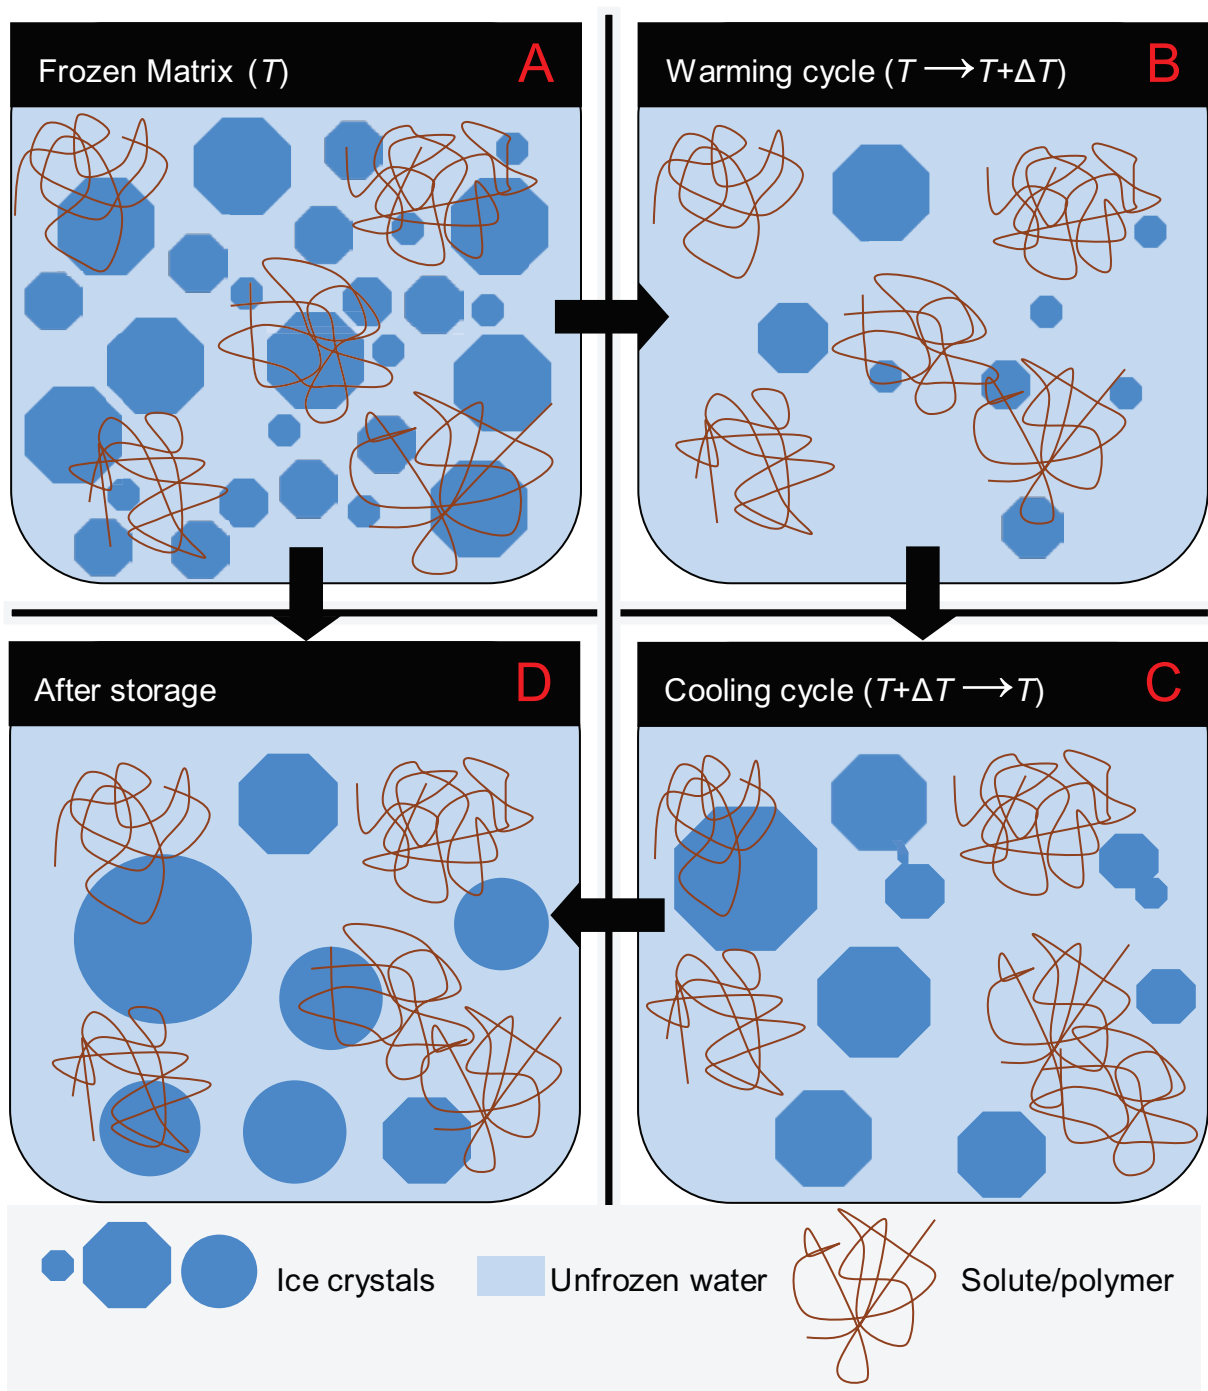 Frozen Matrix (T) A
Warming cycle (T ⟶ T+ΔT) B
After storage D
Cooling cycle (T+ΔT ⟶ T) C
Ice crystals
Unfrozen water
Solute/polymer